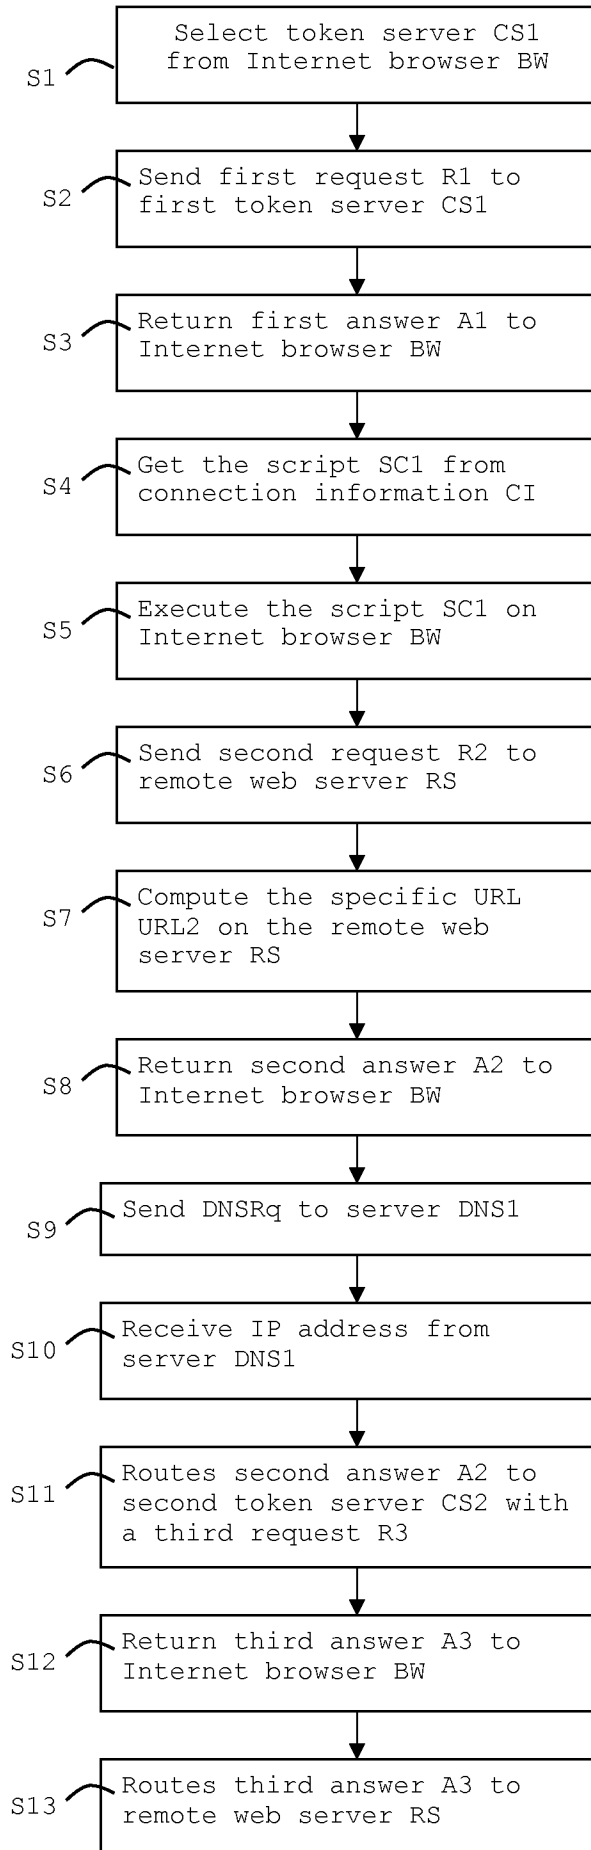 S1
Select token server CS1
from Internet browser BW
S2
Send first request R1 to
first token server CS1
S3
Return first answer A1 to
Internet browser BW
S4
Get the script SC1 from
connection information CI
S5
Execute the script SC1 on
Internet browser BW
S6
Send second request R2 to
remote web server RS
S7
Compute the specific URL
URL2 on the remote web
server RS
S8
Return second answer A2 to
Internet browser BW
S9
Send DNSRq to server DNS1
S10
Receive IP address from
server DNS1
S11
Routes second answer A2 to
second token server CS2 with
a third request R3
S12
Return third answer A3 to
Internet browser BW
S13
Routes third answer A3 to
remote web server RS